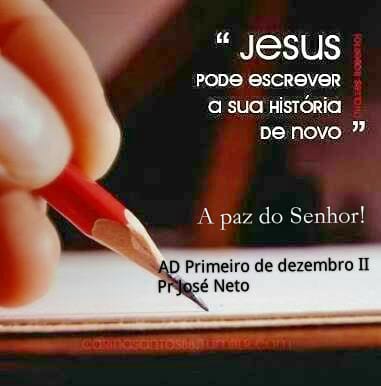 “ JESUS
PODE ESCREVER
A SUA HISTÓRIA
DE NOVO ”
A paz do Senhor!
AD Primeiro de dezembro II
Pr José Neto